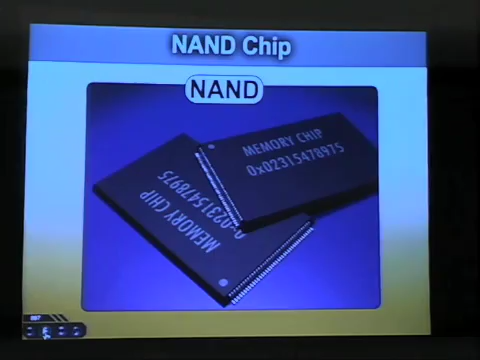 NAND Chip
NAND
MEMORY CHIP
0x02315478975
MEMORY CHIP
0x02315478975